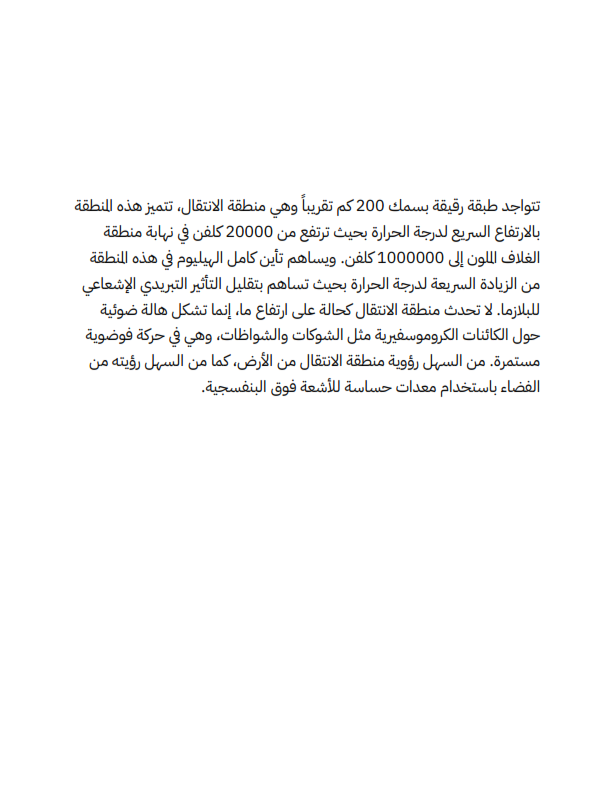 تتواجد طبقة رقيقة بسمك 200 كم تقريباً وهي منطقة الانتقال، تتميز هذه المنطقة
بالارتفاع السريع لدرجة الحرارة بحيث ترتفع من 20000 كلفن في نهاية منطقة
الغلاف الملون إلى 1000000 كلفن. ويساهم تأين كامل الهيليوم في هذه المنطقة
من الزيادة السريعة لدرجة الحرارة بحيث تساهم بتقليل التأثير التبريدي الإشعاعي
للبلازما. لا تحدث منطقة الانتقال كحالة على ارتفاع ما، إنما تشكل هالة ضوئية
حول الكائنات الكروموسفيرية مثل الشوكات والشواظات، وهي في حركة فوضوية
مستمرة. من السهل رؤوية منطقة الانتقال من الأرض، كما من السهل رؤيته من
الفضاء باستخدام معدات حساسة للأشعة فوق البنفسجية.